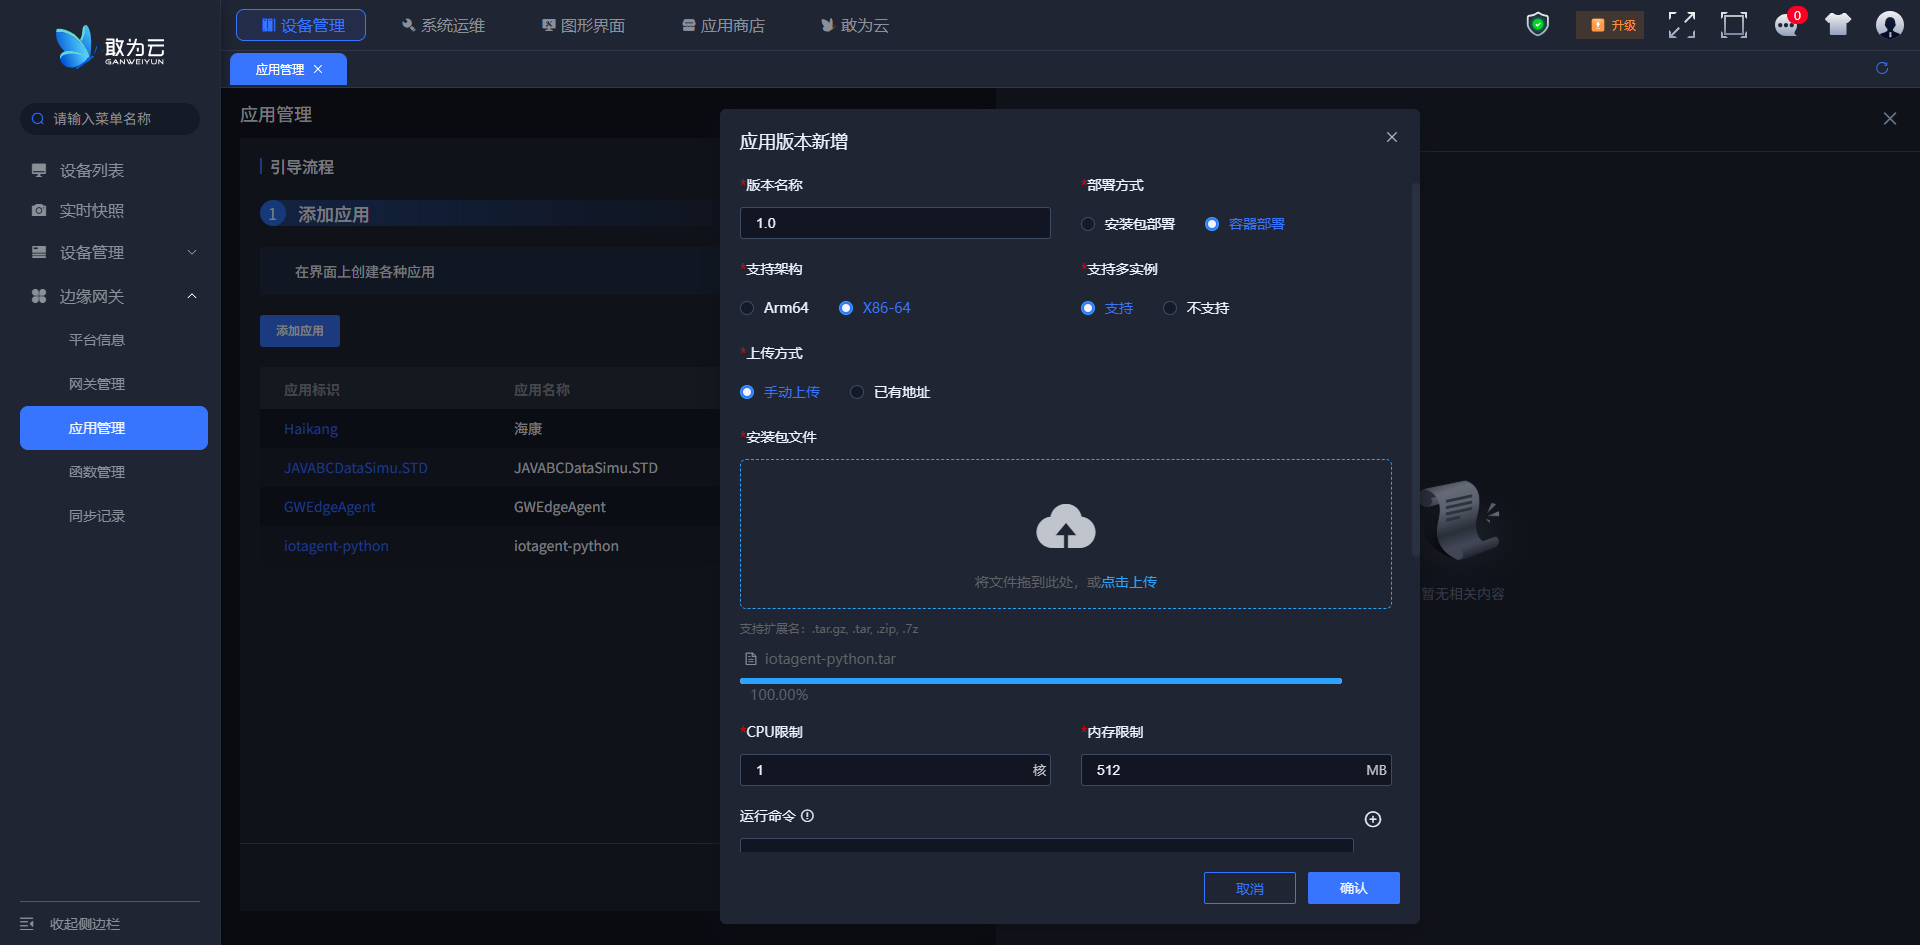 敢为云
GANWEIYUN
设备管理
系统运维
图形界面
应用商店
敢为云
升级
0
应用管理
请输入菜单名称
设备列表
实时快照
设备管理
边缘网关
平台信息
网关管理
应用管理
函数管理
同步记录
收起侧边栏
应用管理
引导流程
1 添加应用
在界面上创建各种应用
添加应用
应用标识 应用名称
Haikang 海康
JAVABCDataSimu.STD JAVABCDataSimu.STD
GWEdgeAgent GWEdgeAgent
iotagent-python iotagent-python
应用版本新增
*版本名称 *部署方式
1.0 安装包部署 容器部署
*支持架构 *支持多实例
Arm64 X86-64 支持 不支持
*上传方式
手动上传 已有地址
*安装包文件
将文件拖到此处，或点击上传
支持扩展名：.tar.gz, .tar, .zip, .7z
iotagent-python.tar
100.00%
*CPU限制 *内存限制
1 核 512 MB
运行命令
取消 确认
暂无相关内容